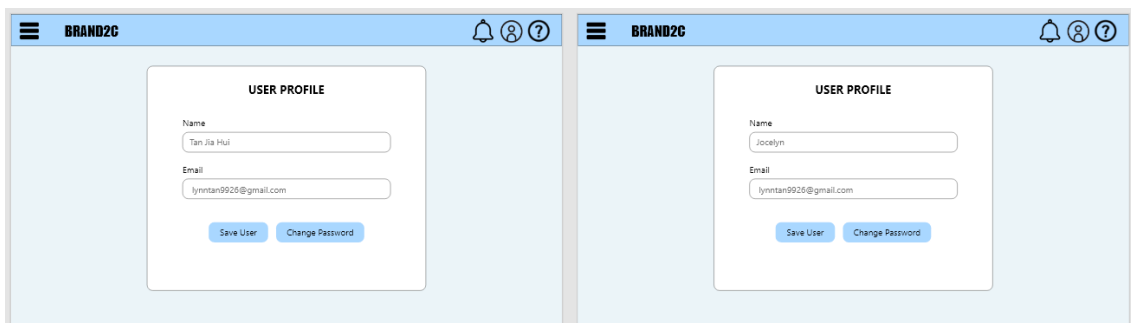 BRAND2C
?
USER PROFILE
Name
Tan Jia Hui
Email
lynntan9926@gmail.com
Save User
Change Password
BRAND2C
?
USER PROFILE
Name
Jocelyn
Email
lynntan9926@gmail.com
Save User
Change Password